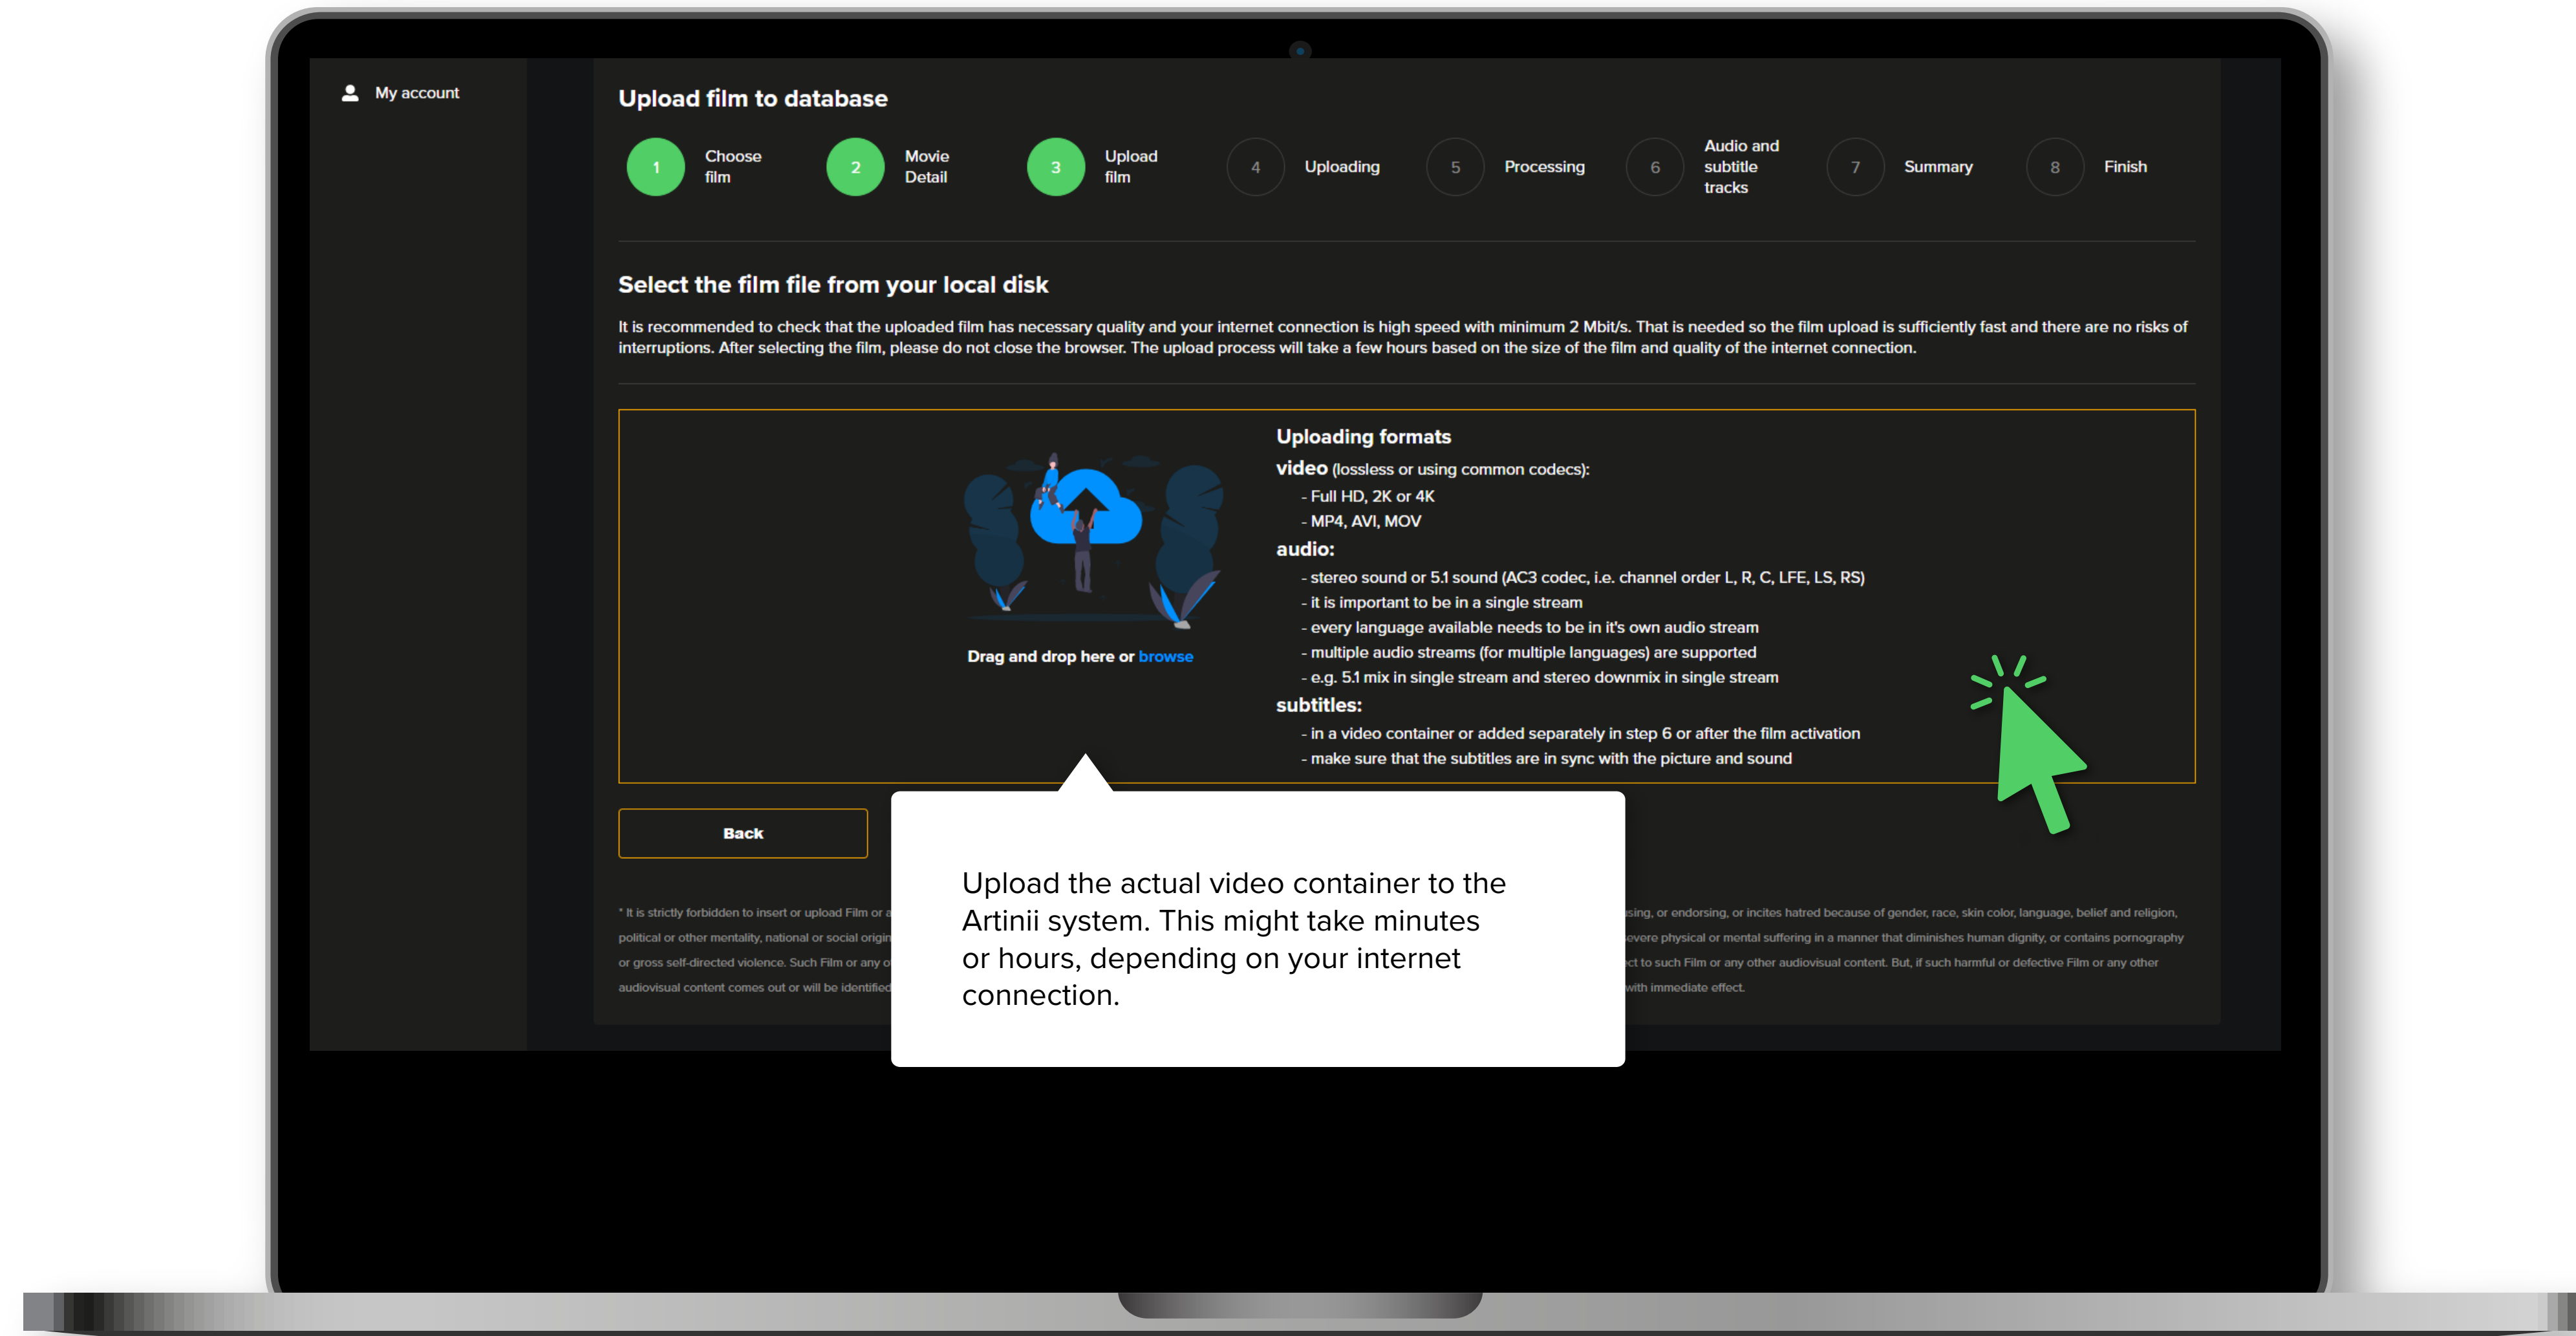 My account
Upload film to database
1
Choose
film
2
Movie
Detail
3
Upload
film
4
Uploading
5
Processing
6
Audio and
subtitle
tracks
7
Summary
8
Finish
Select the film file from your local disk
It is recommended to check that the uploaded film has necessary quality and your internet connection is high speed with minimum 2 Mbit/s. That is needed so the film upload is sufficiently fast and there are no risks of
interruptions. After selecting the film, please do not close the browser. The upload process will take a few hours based on the size of the film and quality of the internet connection.
Drag and drop here or browse
Uploading formats
video (lossless or using common codecs):
- Full HD, 2K or 4K
- MP4, AVI, MOV
audio:
- stereo sound or 5.1 sound (AC3 codec, i.e. channel order L, R, C, LFE, LS, RS)
- it is important to be in a single stream
- every language available needs to be in it's own audio stream
- multiple audio streams (for multiple languages) are supported
- e.g. 5.1 mix in single stream and stereo downmix in single stream
subtitles:
- in a video container or added separately in step 6 or after the film activation
- make sure that the subtitles are in sync with the picture and sound
Back
Upload the actual video container to the
Artinii system. This might take minutes
or hours, depending on your internet
connection.
* It is strictly forbidden to insert or upload Film or
or endorsing, or incites hatred because of gender, race, skin color, language, belief and religion,
political or other mentality, national or social
physical or mental suffering in a manner that diminishes human dignity, or contains pornography
or gross self-directed violence. Such Film or any
to such Film or any other audiovisual content. But, if such harmful or defective Film or any other
audiovisual content comes out or will be identified
with immediate effect.